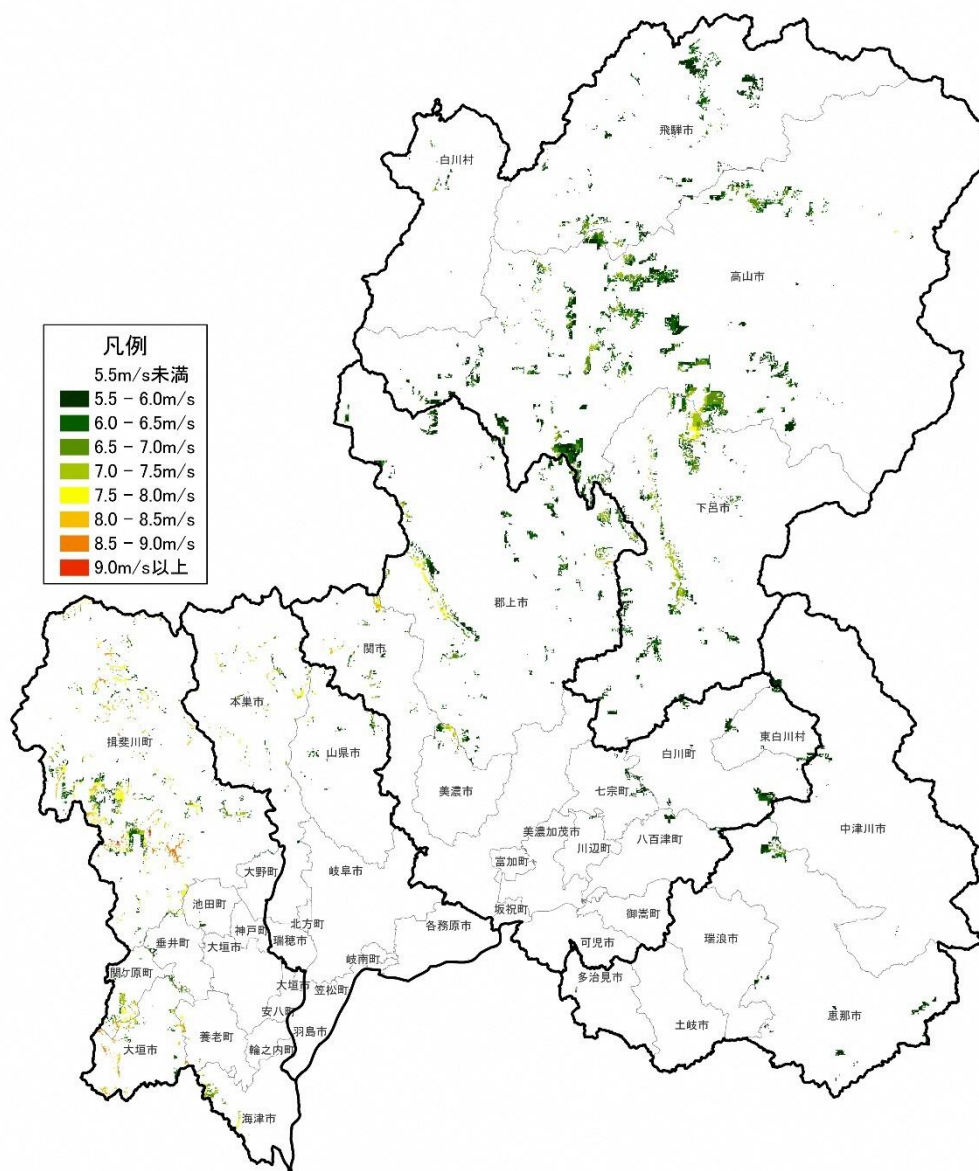 飛騨市
白川村
高山市
凡例
5.5m/s未満
5.5 - 6.0m/s
6.0 - 6.5m/s
6.5 - 7.0m/s
7.0 - 7.5m/s
7.5 - 8.0m/s
8.0 - 8.5m/s
8.5 - 9.0m/s
9.0m/s以上
下呂市
郡上市
関市
本巣市
東白川村
揖斐川町
山県市
白川町
美濃市
七宗町
中津川市
美濃加茂市
八百津町
川辺町
富加町
大野町
岐阜市
池田町
坂祝町
御嵩町
北方町
各務原市
神戸町
瑞穂市
垂井町
大垣市
可児市
瑞浪市
岐南町
関ケ原町
多治見市
大垣市
笠松町
安八町
恵那市
土岐市
羽島市
養老町
大垣市
輪之内町
海津市